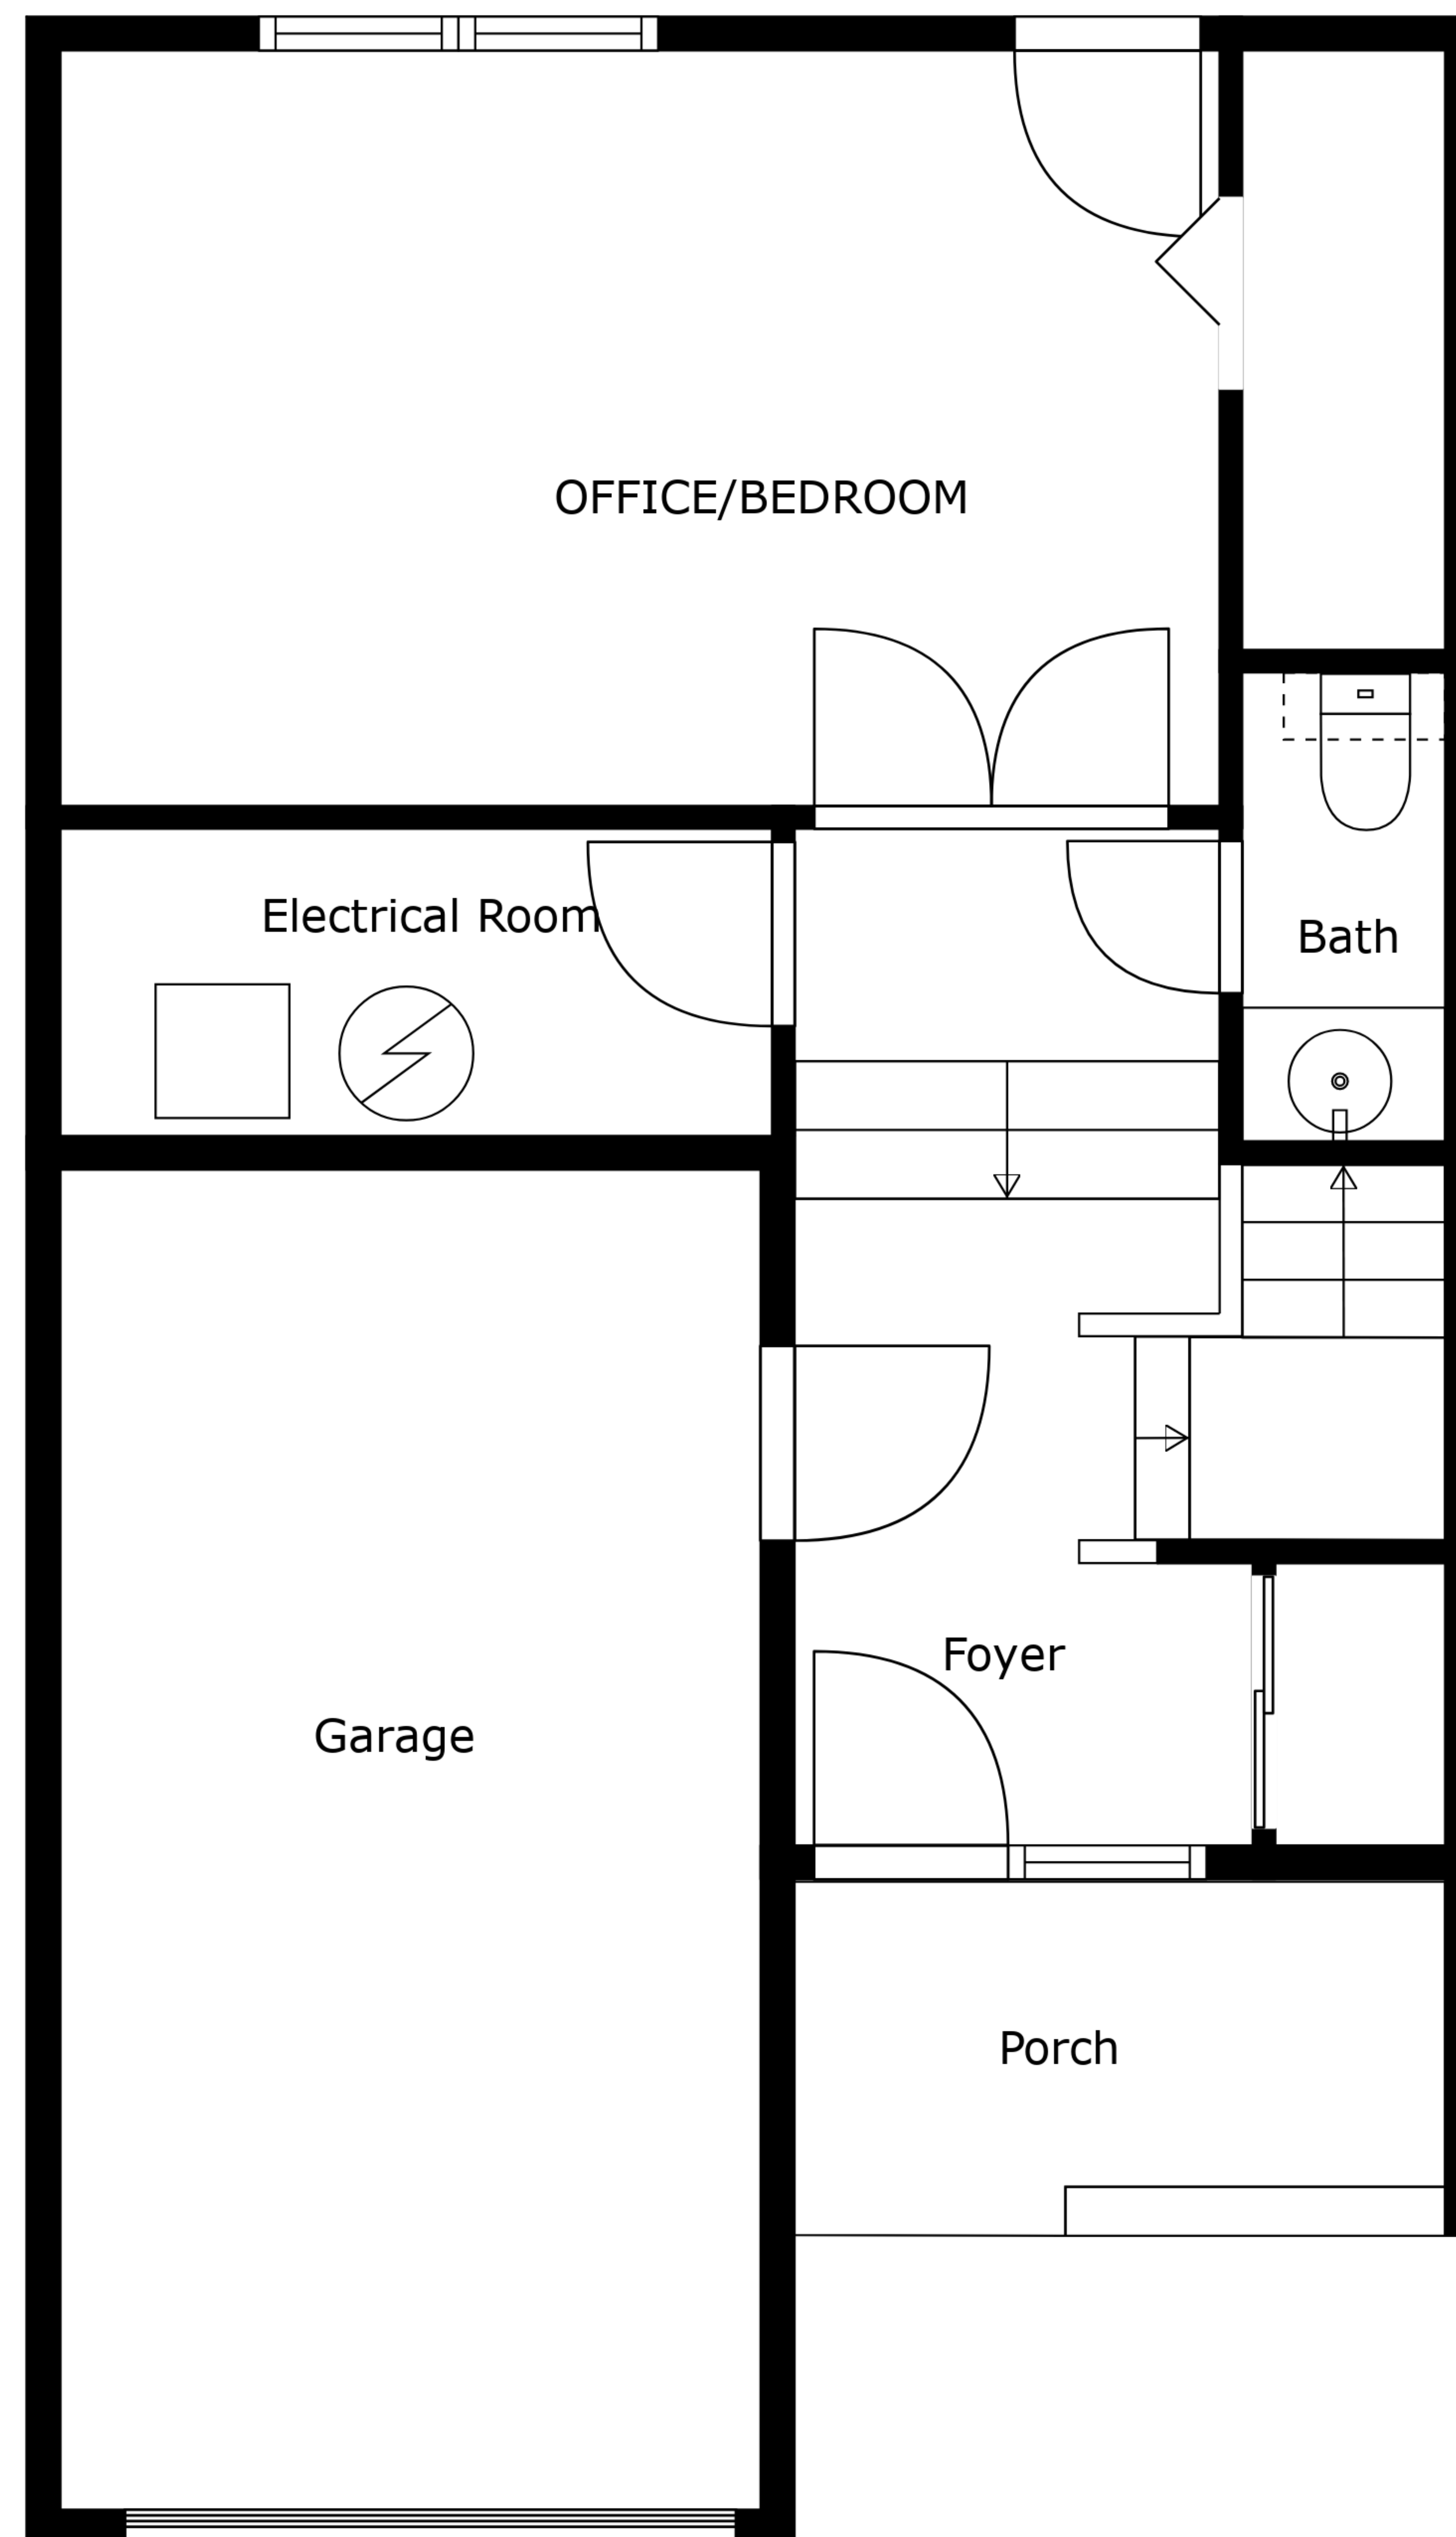 OFFICE/BEDROOM
Electrical Room
Bath
Foyer
Garage
Porch